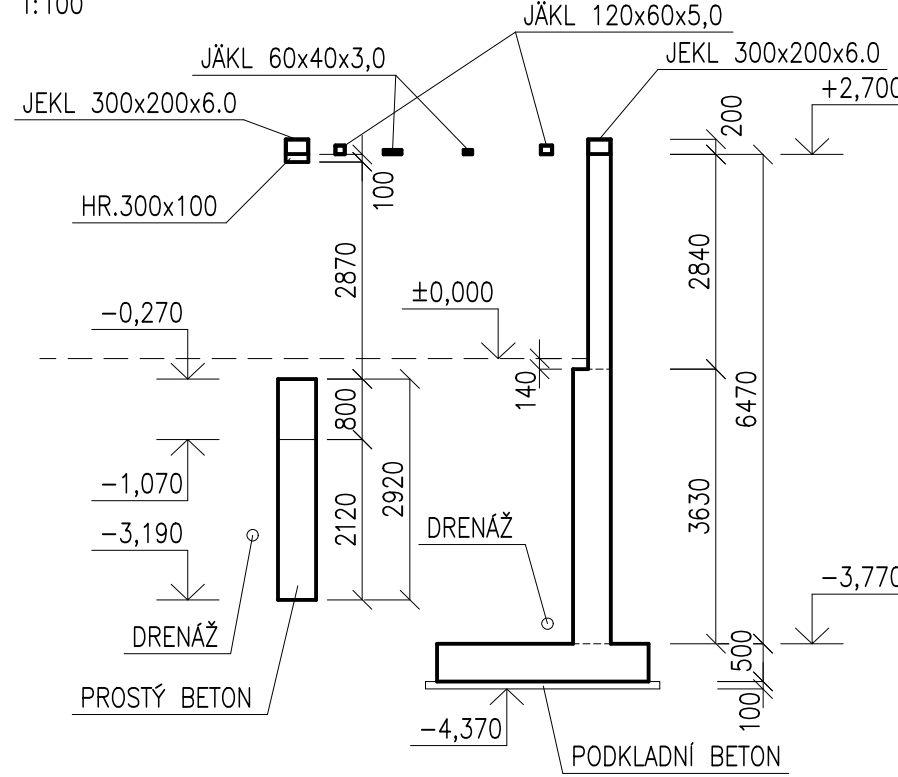 1:100
JÄKL 120x60x5,0
JÄKL 60x40x3,0
JEKL 300x200x6.0
JEKL 300x200x6.0
+2,700
200
100
HR.300x100
2870
2840
±0,000
-0,270
140
800
6470
-1,070
2920
2120
3630
-3,190
DRENÁŽ
DRENÁŽ
-3,770
PROSTÝ BETON
500
100
-4,370
PODKLADNÍ BETON